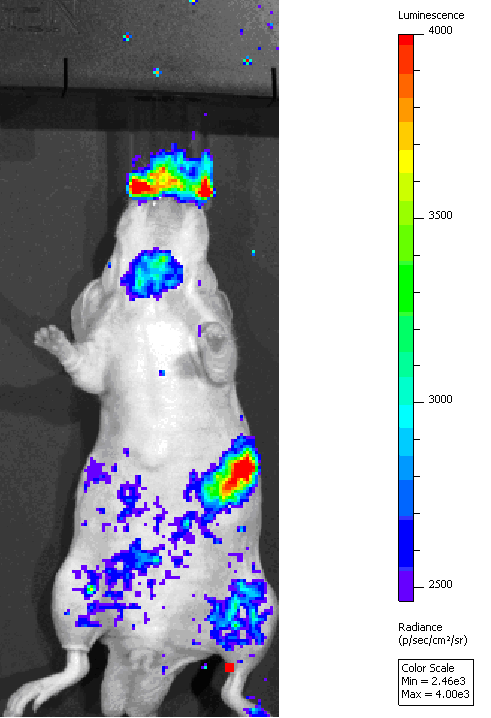 Luminescence
4000
3500
3000
2500
Radiance
(p/sec/cm²/sr)
Color Scale
Min = 2.46e3
Max = 4.00e3